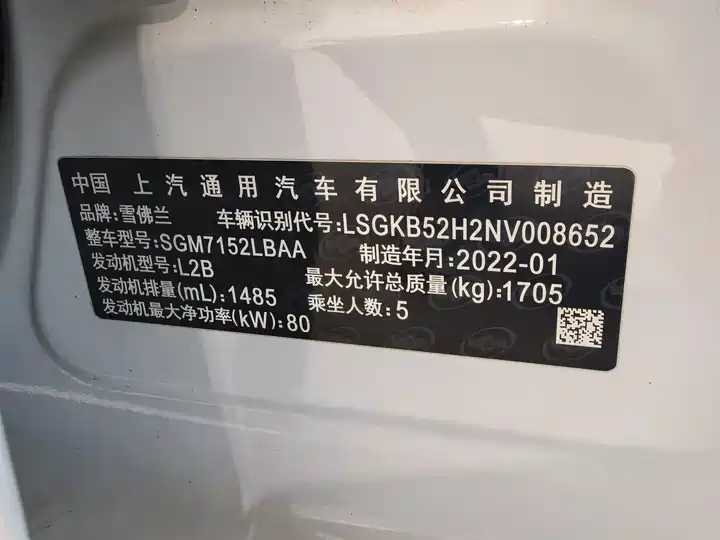 中国 上汽通用汽车有限公司制造
品牌:雪佛兰 车辆识别代号:LSGKB52H2NV008652
整车型号:SGM7152LBAA 制造年月:2022-01
发动机型号:L2B 最大允许总质量(kg):1705
发动机排量(mL):1485 乘坐人数:5
发动机最大净功率(kW):80